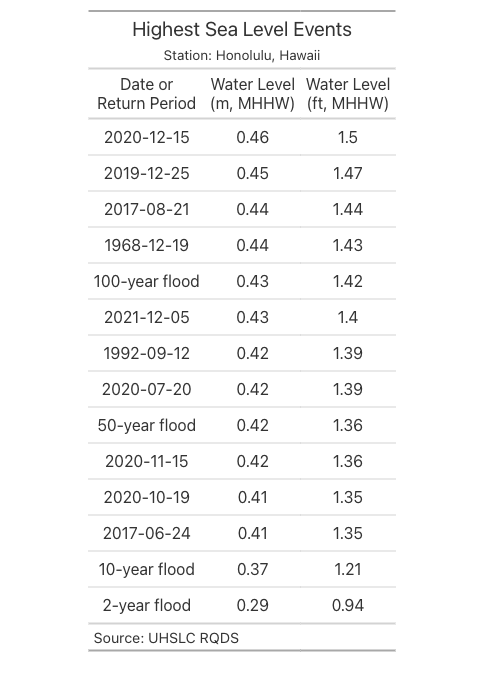 Highest Sea Level Events
Station: Honolulu, Hawaii
Date or Return Period Water Level (m, MHHW) Water Level (ft, MHHW)
2020-12-15 0.46 1.5
2019-12-25 0.45 1.47
2017-08-21 0.44 1.44
1968-12-19 0.44 1.43
100-year flood 0.43 1.42
2021-12-05 0.43 1.4
1992-09-12 0.42 1.39
2020-07-20 0.42 1.39
50-year flood 0.42 1.36
2020-11-15 0.42 1.36
2020-10-19 0.41 1.35
2017-06-24 0.41 1.35
10-year flood 0.37 1.21
2-year flood 0.29 0.94
Source: UHSLC RQDS